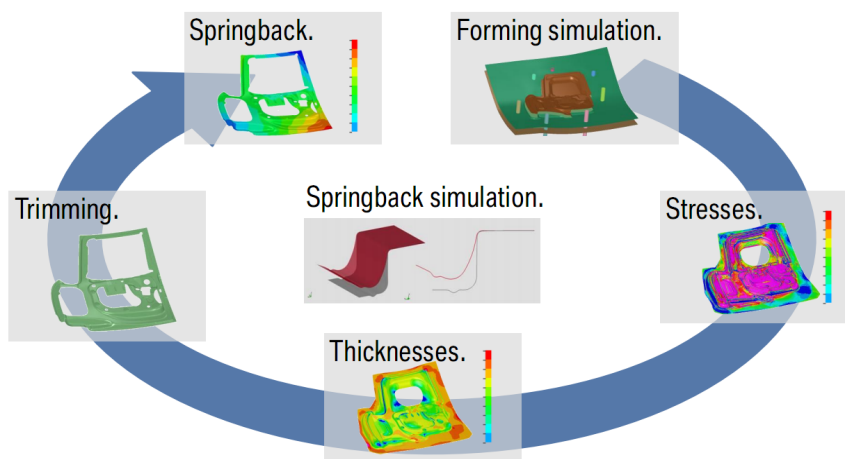 Springback.
Forming simulation.
Trimming.
Springback simulation.
Stresses.
Thicknesses.